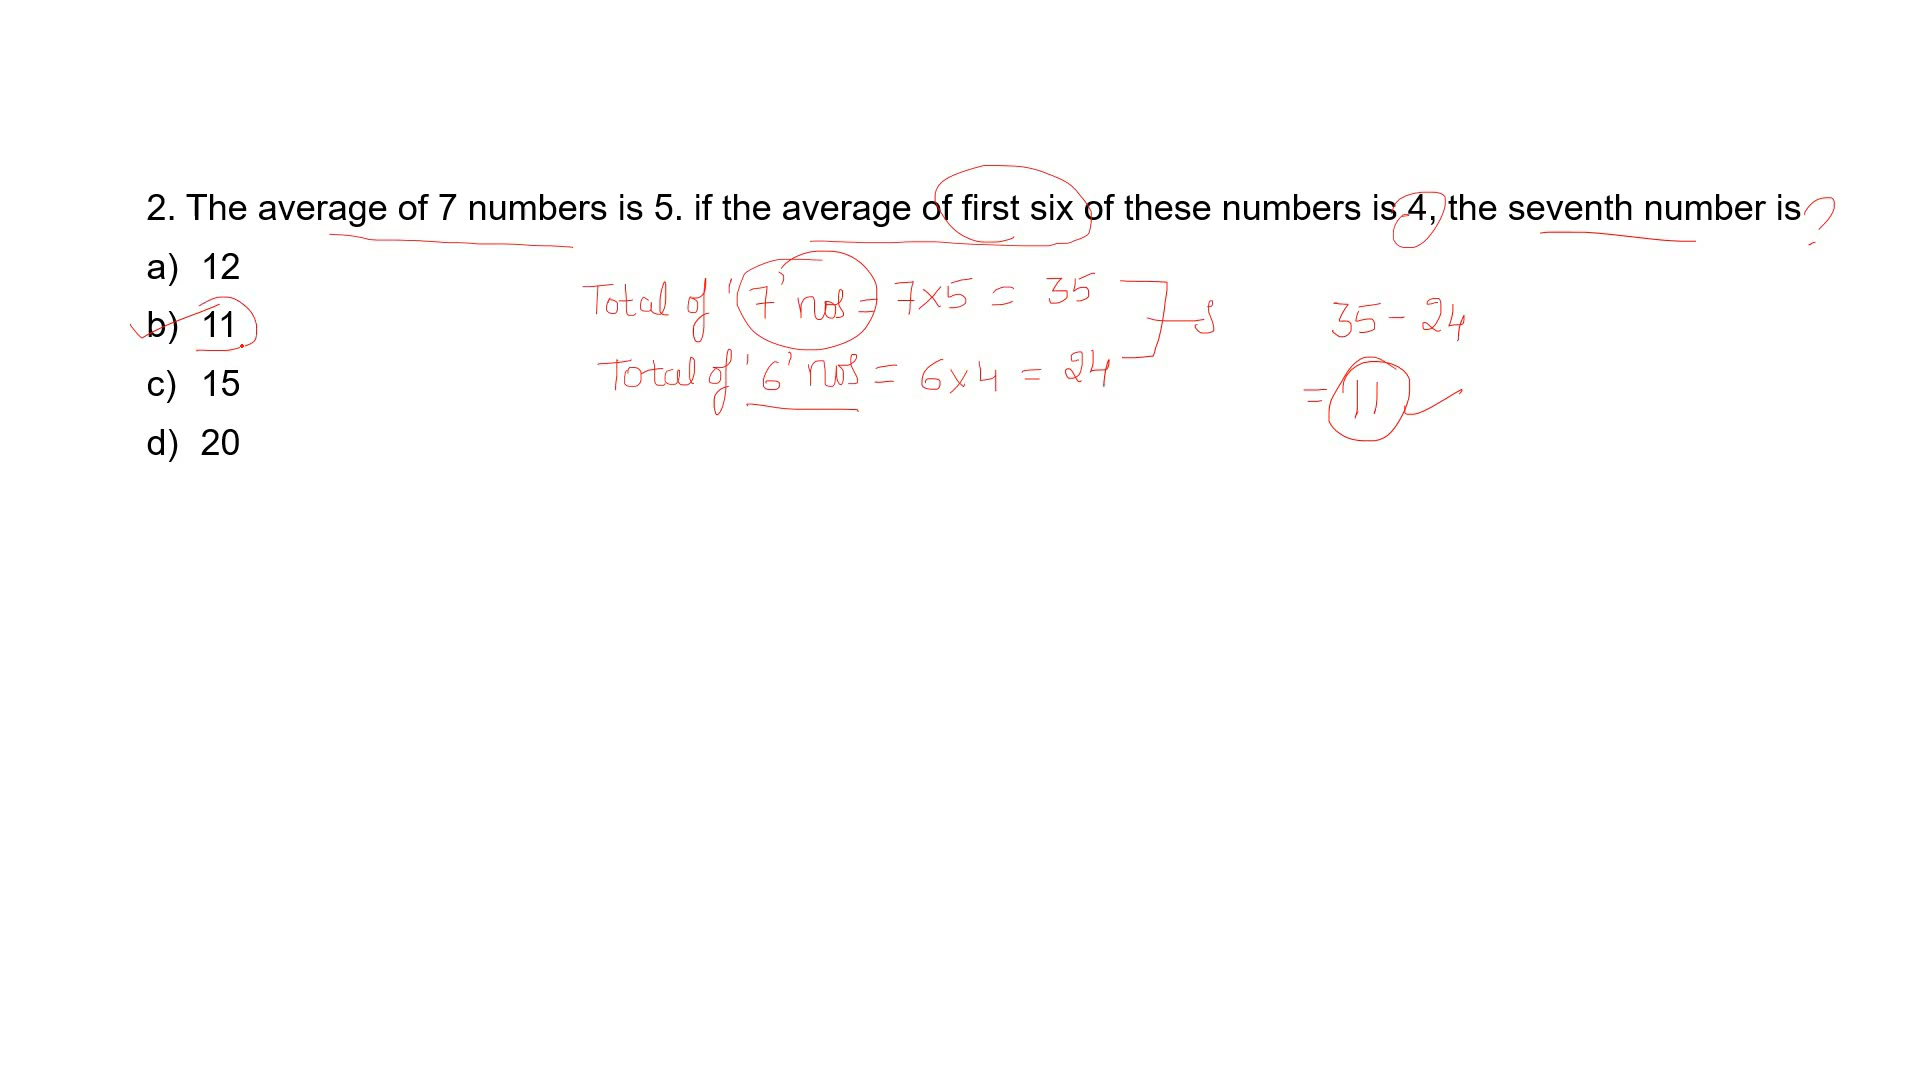 2. The average of 7 numbers is 5. if the average of first six of these numbers is 4, the seventh number is ?
a) 12
b) 11
c) 15
d) 20
Total of '7' nos = 7x5 = 35
Total of '6' nos = 6x4 = 24
35 - 24
= 11